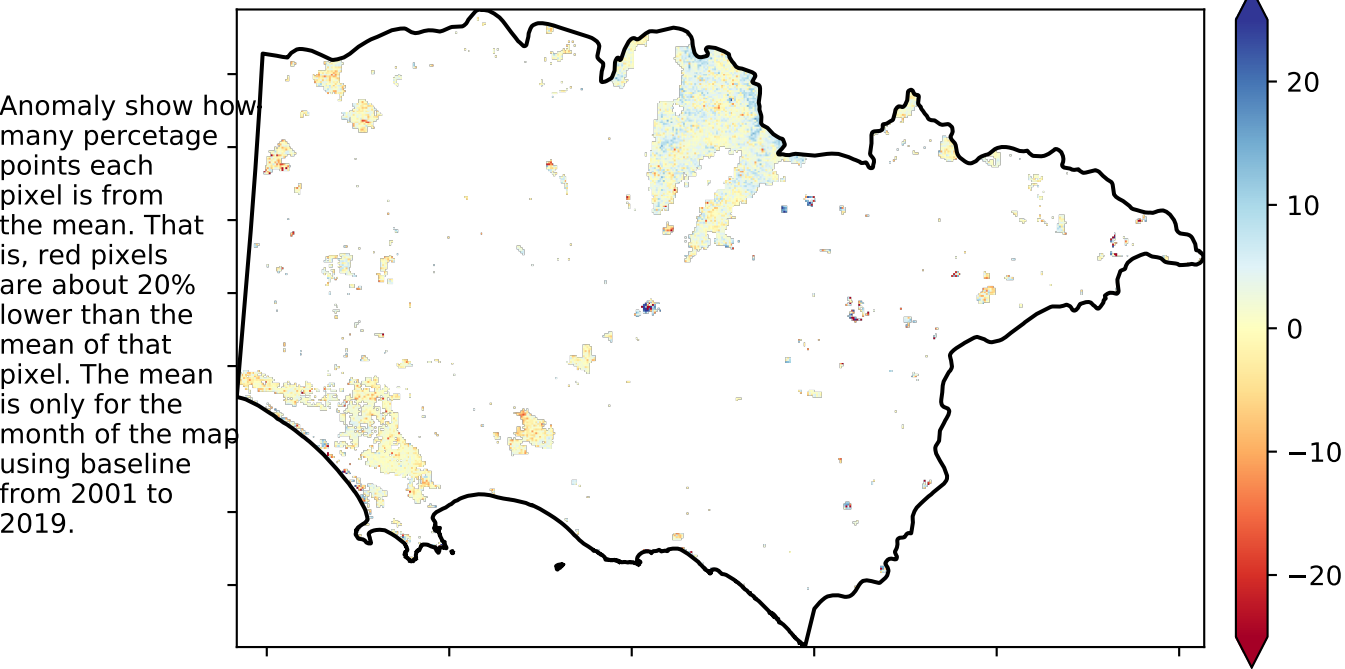 Anomaly show how
many percetage
points each
pixel is from
the mean. That
is, red pixels
are about 20%
lower than the
mean of that
pixel. The mean
is only for the
month of the map
using baseline
from 2001 to
2019.
20
10
0
−10
−20